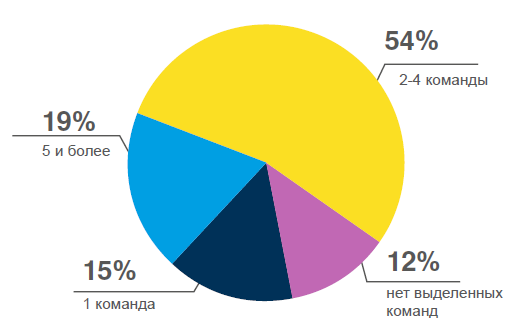 54%
2-4 команды
19%
5 и более
15%
1 команда
12%
нет выделенных
команд